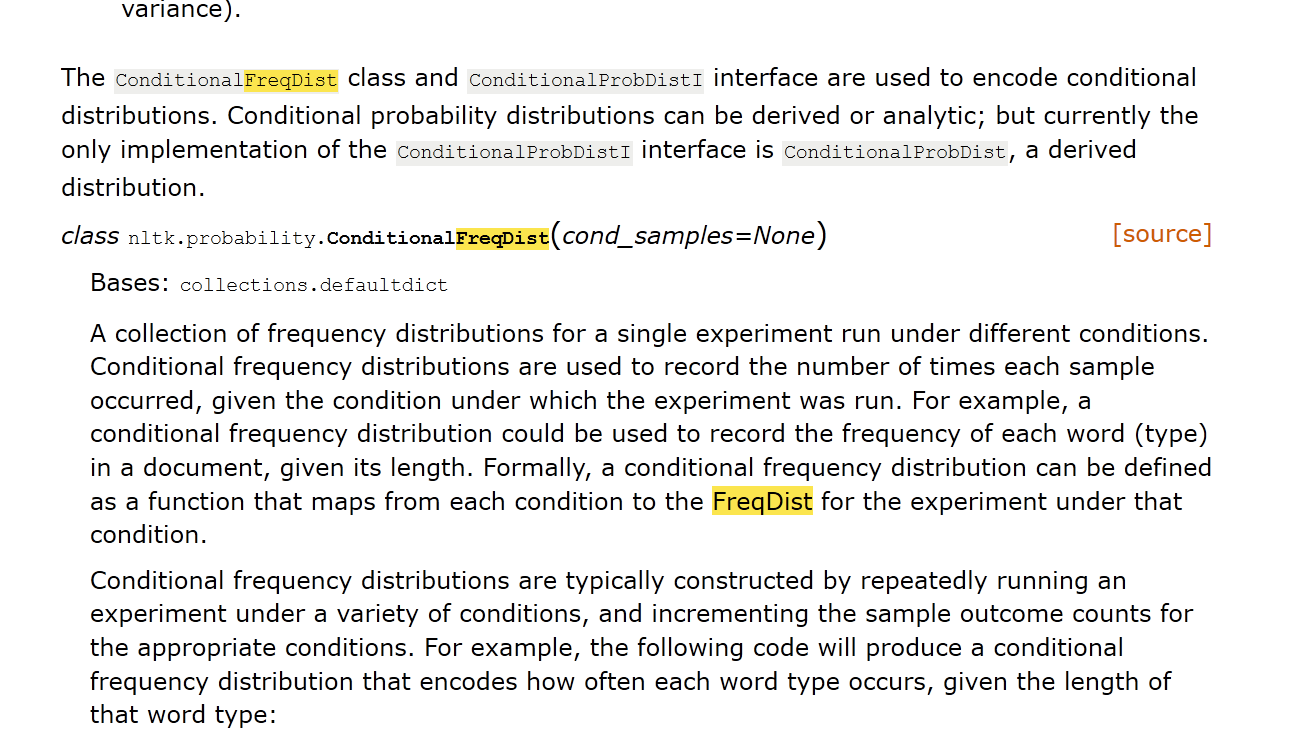 variance).
The ConditionalFreqDist class and ConditionalProbDistI interface are used to encode conditional
distributions. Conditional probability distributions can be derived or analytic; but currently the
only implementation of the ConditionalProbDistI interface is ConditionalProbDist, a derived
distribution.
class nltk.probability.ConditionalFreqDist(cond_samples=None) [source]
Bases: collections.defaultdict
A collection of frequency distributions for a single experiment run under different conditions.
Conditional frequency distributions are used to record the number of times each sample
occurred, given the condition under which the experiment was run. For example, a
conditional frequency distribution could be used to record the frequency of each word (type)
in a document, given its length. Formally, a conditional frequency distribution can be defined
as a function that maps from each condition to the FreqDist for the experiment under that
condition.
Conditional frequency distributions are typically constructed by repeatedly running an
experiment under a variety of conditions, and incrementing the sample outcome counts for
the appropriate conditions. For example, the following code will produce a conditional
frequency distribution that encodes how often each word type occurs, given the length of
that word type: